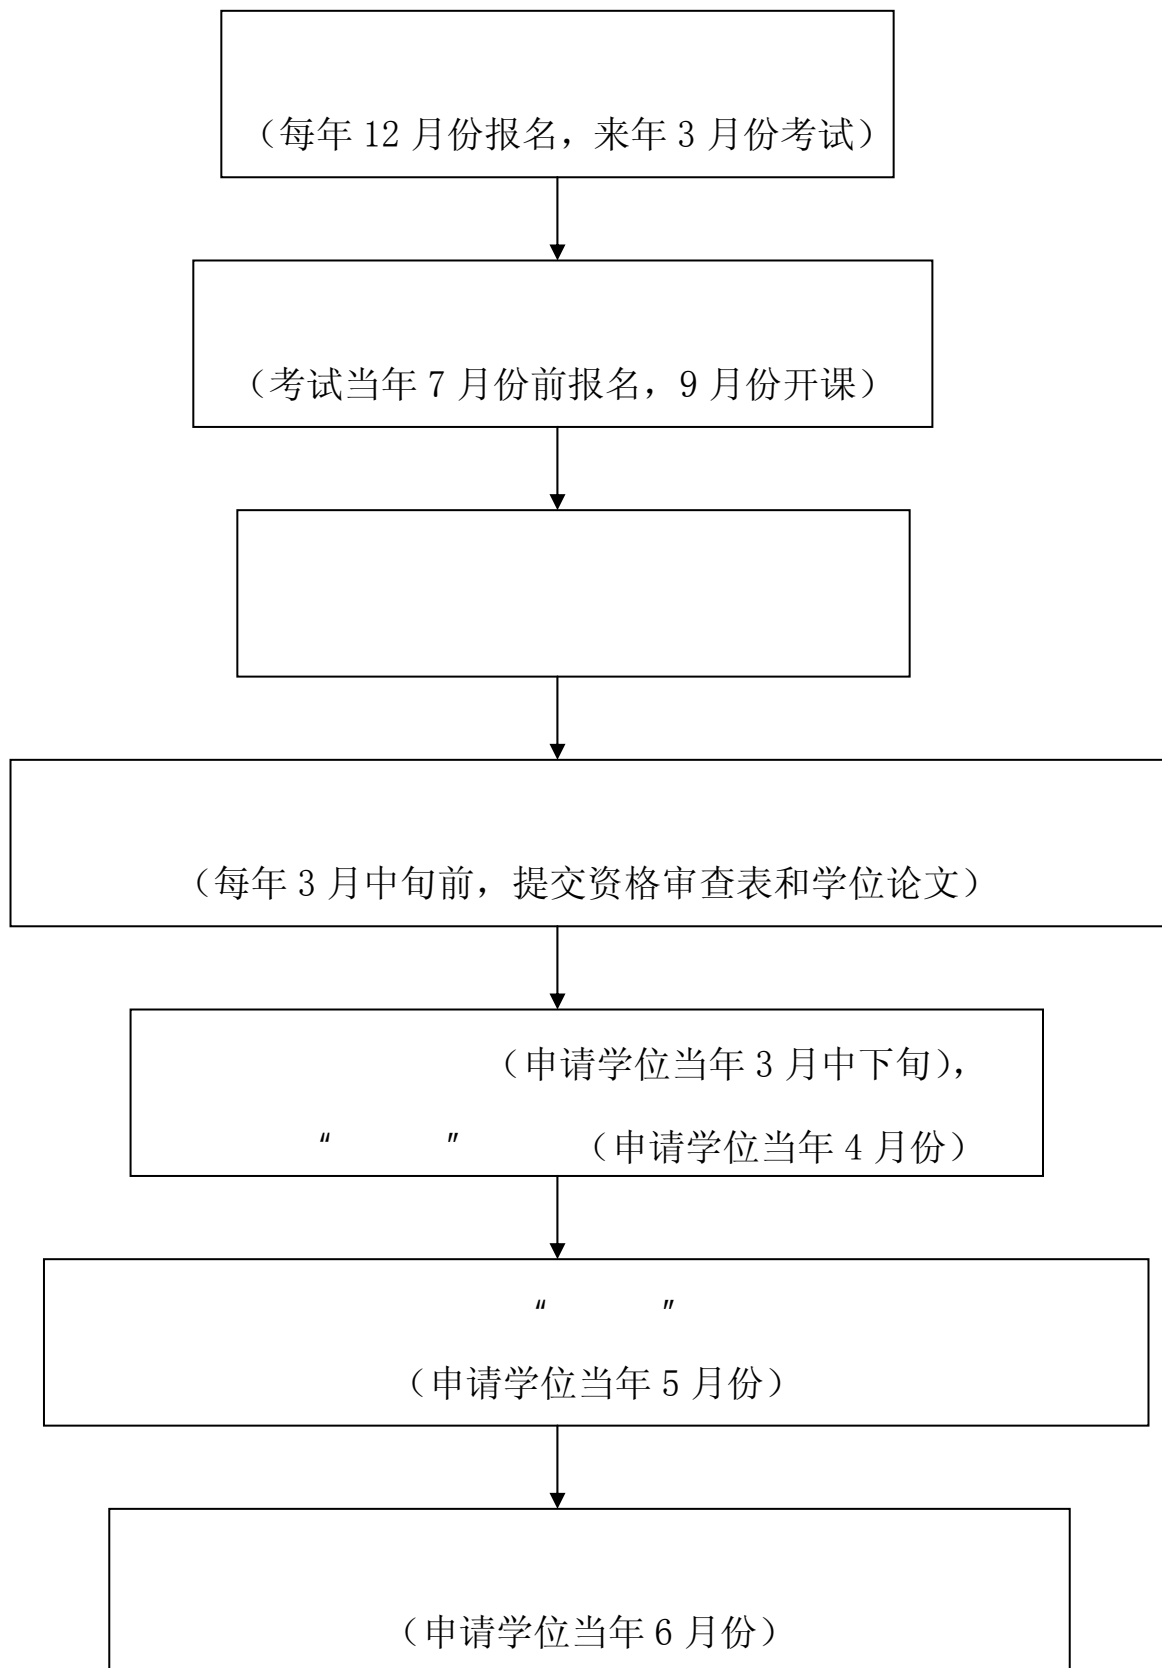 （每年 12 月份报名，来年 3 月份考试）
（考试当年 7 月份前报名，9 月份开课）
（每年 3 月中旬前，提交资格审查表和学位论文）
（申请学位当年 3 月中下旬），
“ ” （申请学位当年 4 月份）
“ ”
（申请学位当年 5 月份）
（申请学位当年 6 月份）